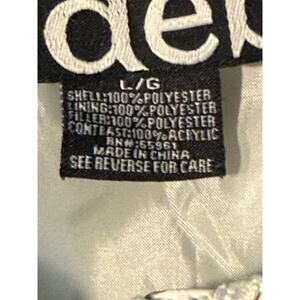 deb
L/G
SHELL:100%POLYESTER
LINING:100%POLYESTER
FILLER:100%POLYESTER
CONTRAST:100%ACRYLIC
RN#:55961
MADE IN CHINA
SEE REVERSE FOR CARE